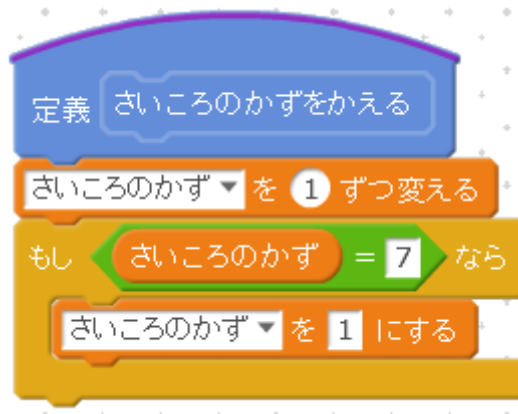 定義 さいころのかずをかえる
さいころのかず を 1 ずつ変える
もし さいころのかず = 7 なら
さいころのかず を 1 にする